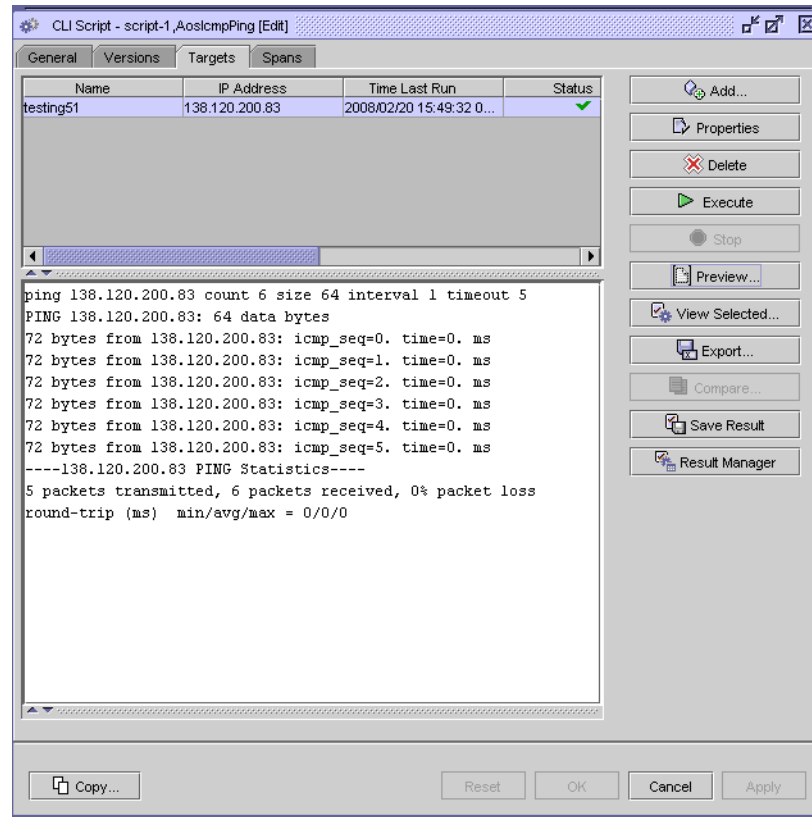 CLI Script - script-1,AosIcmpPing [Edit]
General Versions Targets Spans
Name IP Address Time Last Run Status
testing51 138.120.200.83 2008/02/20 15:49:32 0...
Add...
Properties
Delete
Execute
Stop
Preview...
View Selected...
Export...
Compare...
Save Result
Result Manager
ping 138.120.200.83 count 6 size 64 interval 1 timeout 5
PING 138.120.200.83: 64 data bytes
72 bytes from 138.120.200.83: icmp_seq=0. time=0. ms
72 bytes from 138.120.200.83: icmp_seq=1. time=0. ms
72 bytes from 138.120.200.83: icmp_seq=2. time=0. ms
72 bytes from 138.120.200.83: icmp_seq=3. time=0. ms
72 bytes from 138.120.200.83: icmp_seq=4. time=0. ms
72 bytes from 138.120.200.83: icmp_seq=5. time=0. ms
----138.120.200.83 PING Statistics----
5 packets transmitted, 6 packets received, 0% packet loss
round-trip (ms)  min/avg/max = 0/0/0
Copy... Reset OK Cancel Apply